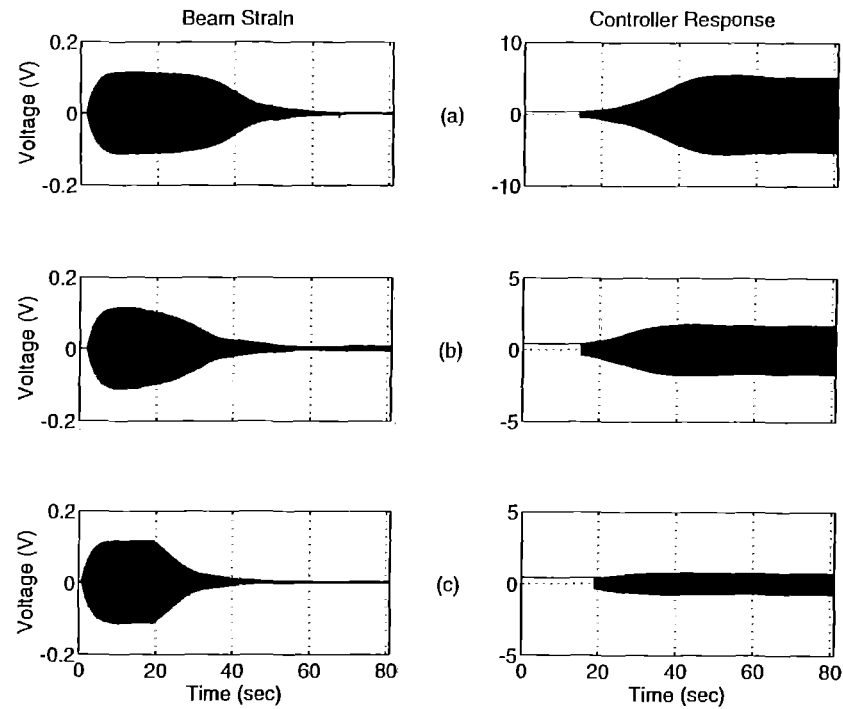 Beam Strain
Controller Response
0.2
0
-0.2
Voltage (V)
(a)
10
0
-10
0.2
0
-0.2
Voltage (V)
(b)
5
0
-5
0.2
0
-0.2
Voltage (V)
(c)
5
0
-5
0 20 40 60 80
Time (sec)
0 20 40 60 80
Time (sec)